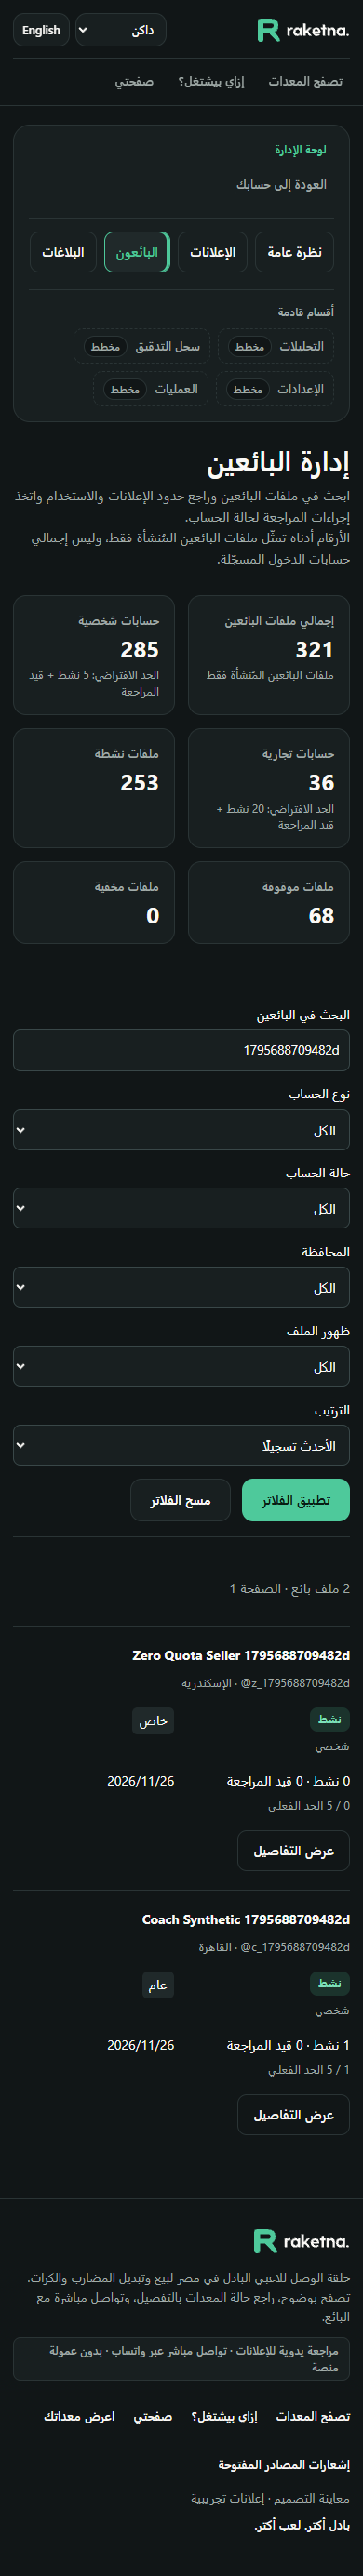 raketna.
داكن
English
تصفح المعدات
إزاي بيشتغل؟
صفحتي
لوحة الإدارة
العودة إلى حسابك
نظرة عامة
الإعلانات
البائعون
البلاغات
أقسام قادمة
التحليلات مخطط
سجل التدقيق مخطط
الإعدادات مخطط
العمليات مخطط
إدارة البائعين
ابحث في ملفات البائعين وراجع حدود الإعلانات والاستخدام واتخذ
إجراءات المراجعة لحالة الحساب.
الأرقام أدناه تمثّل ملفات البائعين المُنشأة فقط، وليس إجمالي
حسابات الدخول المسجّلة.
إجمالي ملفات البائعين
321
ملفات البائعين المُنشأة فقط
حسابات شخصية
285
الحد الافتراضي: 5 نشط + قيد
المراجعة
حسابات تجارية
36
الحد الافتراضي: 20 نشط +
قيد المراجعة
ملفات نشطة
253
ملفات موقوفة
68
ملفات مخفية
0
البحث في البائعين
1795688709482d
نوع الحساب
الكل
حالة الحساب
الكل
المحافظة
الكل
ظهور الملف
الكل
الترتيب
الأحدث تسجيلًا
تطبيق الفلاتر
مسح الفلاتر
2 ملف بائع · الصفحة 1
Zero Quota Seller 1795688709482d
@z_1795688709482d · الإسكندرية
نشط
خاص
شخصي
0 نشط · 0 قيد المراجعة
2026/11/26
0 / 5 الحد الفعلي
عرض التفاصيل
Coach Synthetic 1795688709482d
@c_1795688709482d · القاهرة
نشط
عام
شخصي
1 نشط · 0 قيد المراجعة
2026/11/26
1 / 5 الحد الفعلي
عرض التفاصيل
raketna.
حلقة الوصل للاعبي البادل في مصر لبيع وتبديل المضارب والكرات.
تصفح بوضوح، راجع حالة المعدات بالتفصيل، وتواصل مباشرة مع
البائع.
مراجعة يدوية للإعلانات · تواصل مباشر عبر واتساب · بدون عمولة
منصة
تصفح المعدات
إزاي بيشتغل؟
صفحتي
اعرض معداتك
إشعارات المصادر المفتوحة
معاينة التصميم · إعلانات تجريبية
بادل أكتر. لعب أكتر.